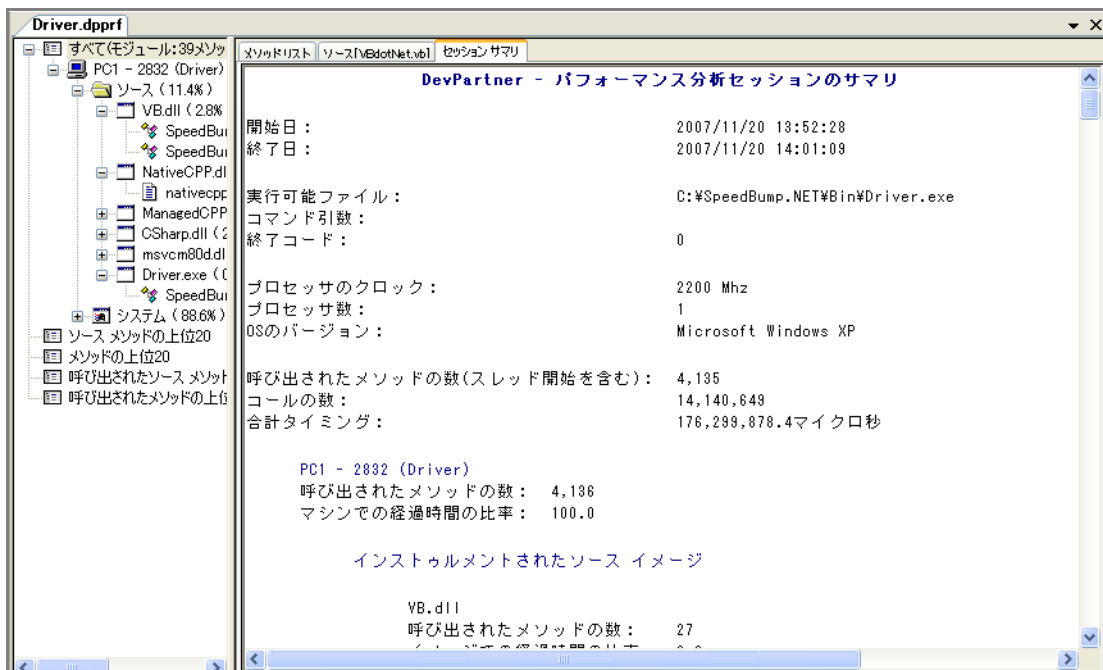 Driver.dpprf
すべて(モジュール:39メソッ
PC1 - 2832 (Driver)
ソース (11.4%)
VB.dll (2.8%
SpeedBu
SpeedBu
NativeCPP.dl
nativecpp
ManagedCPP
CSharp.dll (2
msvcm80d.dl
Driver.exe (0
SpeedBu
システム (88.6%)
ソース メソッドの上位20
メソッドの上位20
呼び出されたソース メソッド
呼び出されたメソッドの上位
メソッドリスト ソース[VBdotNet.vb] セッション サマリ
DevPartner - パフォーマンス分析セッションのサマリ
開始日: 2007/11/20 13:52:28
終了日: 2007/11/20 14:01:09
実行可能ファイル: C:¥SpeedBump.NET¥Bin¥Driver.exe
コマンド引数:
終了コード: 0
プロセッサのクロック: 2200 Mhz
プロセッサ数: 1
OSのバージョン: Microsoft Windows XP
呼び出されたメソッドの数(スレッド開始を含む): 4,135
コールの数: 14,140,649
合計タイミング: 176,299,878.4マイクロ秒
PC1 - 2832 (Driver)
呼び出されたメソッドの数: 4,136
マシンでの経過時間の比率: 100.0
インストゥルメントされたソース イメージ
VB.dll
呼び出されたメソッドの数: 27